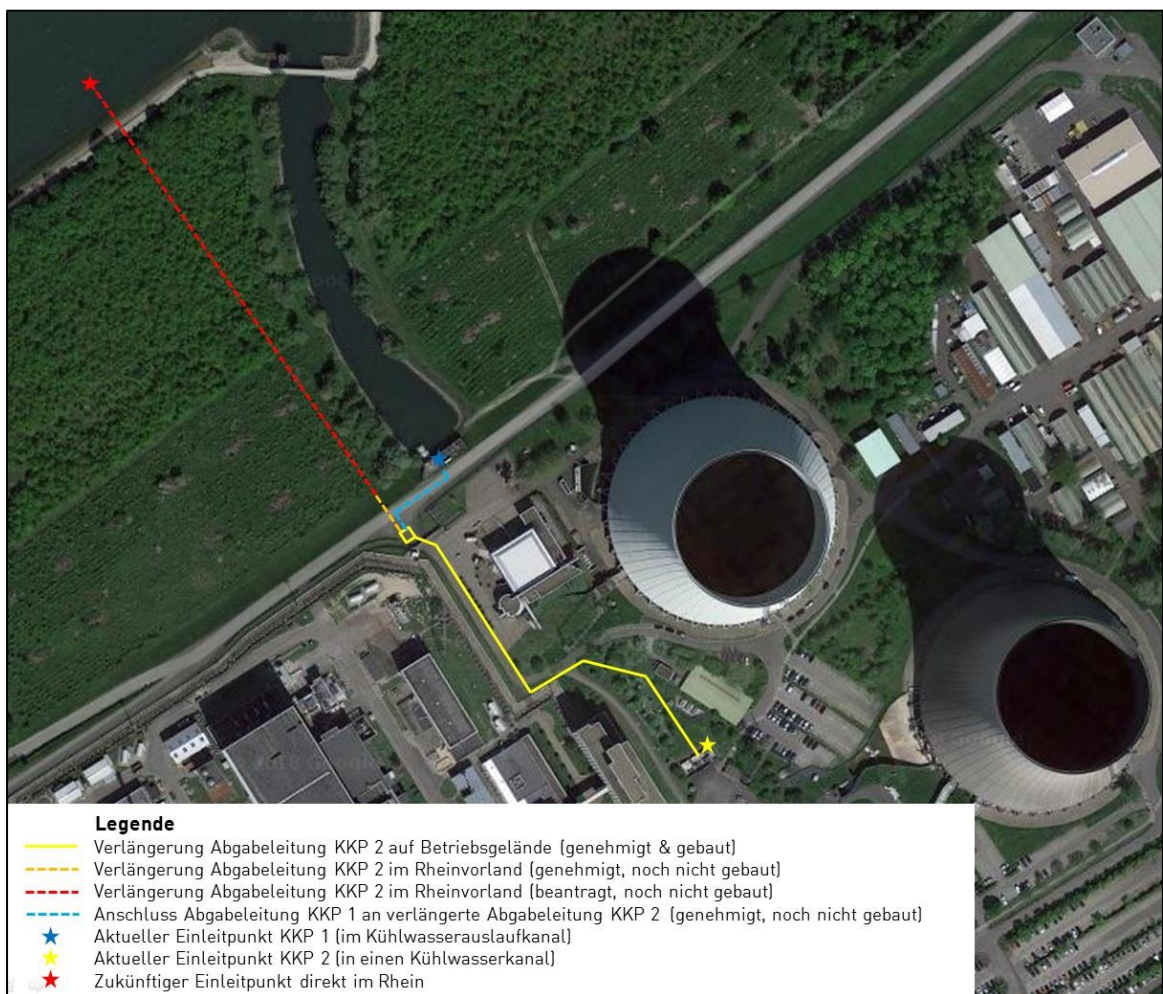 Legende
Verlängerung Abgabeleitung KKP 2 auf Betriebsgelände (genehmigt & gebaut)
Verlängerung Abgabeleitung KKP 2 im Rheinvorland (genehmigt, noch nicht gebaut)
Verlängerung Abgabeleitung KKP 2 im Rheinvorland (beantragt, noch nicht gebaut)
Anschluss Abgabeleitung KKP 1 an verlängerte Abgabeleitung KKP 2 (genehmigt, noch nicht gebaut)
Aktueller Einleitpunkt KKP 1 (im Kühlwasserauslaufkanal)
Aktueller Einleitpunkt KKP 2 (in einen Kühlwasserkanal)
Zukünftiger Einleitpunkt direkt im Rhein